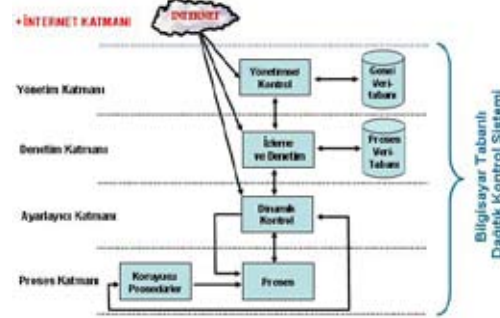 +İNTERNET KATMANI
INTERNET
Yönetim Katmanı
Yönetimsel
Kontrol
Genel
Veri-
tabanı
Denetim Katmanı
İzleme
ve Denetim
Proses
Veri-
Tabanı
Ayarlayıcı Katmanı
Dinamik
Kontrol
Proses Katmanı
Koruyucu
Prosedürler
Proses
Bilgisayar Tabanlı
Dağıtık Kontrol Sistemi